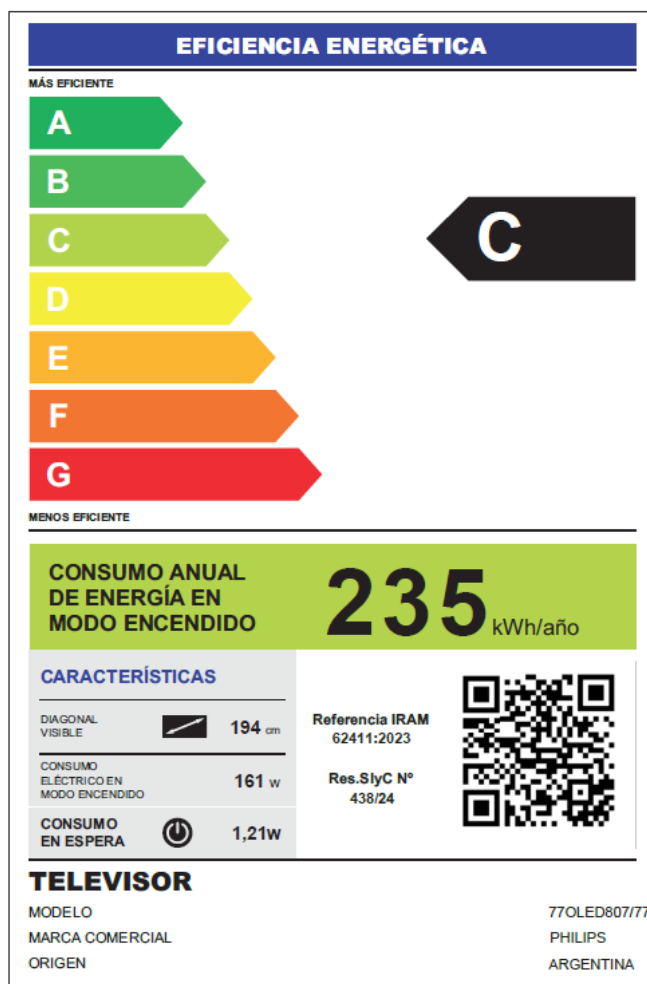 EFICIENCIA ENERGÉTICA
MÁS EFICIENTE
A
B
C
C
D
E
F
G
MENOS EFICIENTE
CONSUMO ANUAL
DE ENERGÍA EN
MODO ENCENDIDO
235 kWh/año
CARACTERÍSTICAS
DIAGONAL
VISIBLE
194 cm
CONSUMO
ELÉCTRICO EN
MODO ENCENDIDO
161 w
CONSUMO
EN ESPERA
1,21w
Referencia IRAM
62411:2023
Res.SIyC Nº
438/24
TELEVISOR
MODELO 77OLED807/77
MARCA COMERCIAL PHILIPS
ORIGEN ARGENTINA